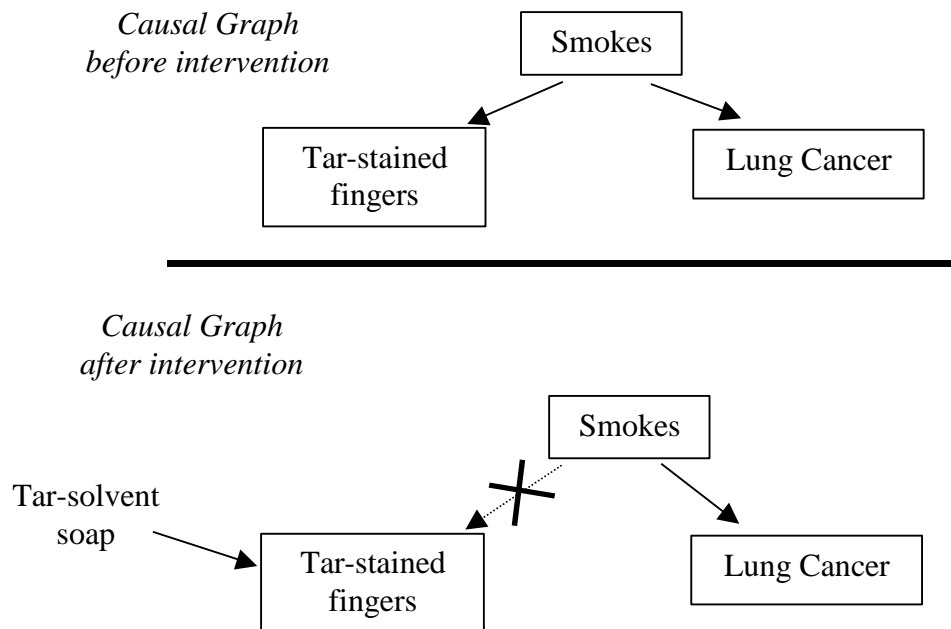 Causal Graph
before intervention
Smokes
Tar-stained
fingers
Lung Cancer
Causal Graph
after intervention
Smokes
Tar-solvent
soap
Tar-stained
fingers
Lung Cancer